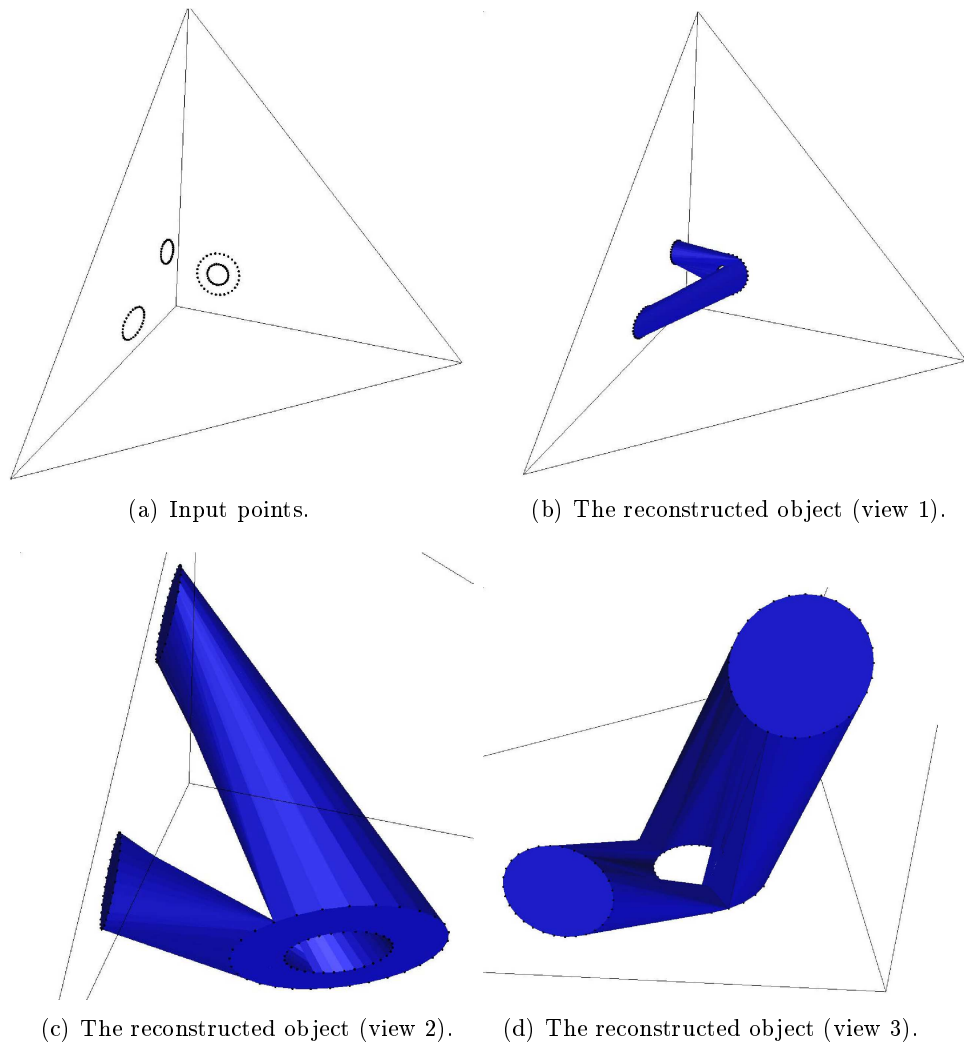 (a) Input points.
(b) The reconstructed object (view 1).
(c) The reconstructed object (view 2).
(d) The reconstructed object (view 3).